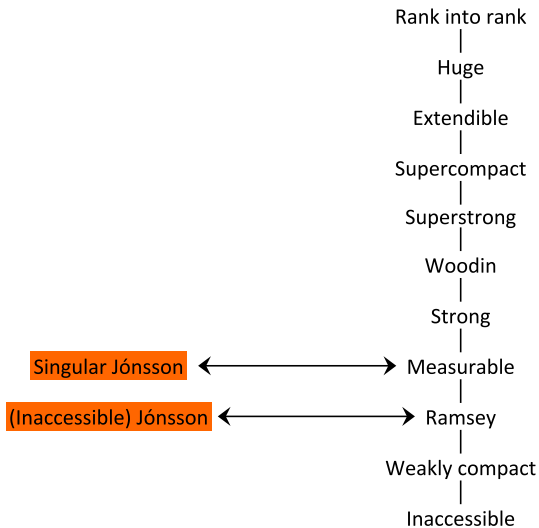 Rank into rank
Huge
Extendible
Supercompact
Superstrong
Woodin
Strong
Singular Jónsson
Measurable
(Inaccessible) Jónsson
Ramsey
Weakly compact
Inaccessible